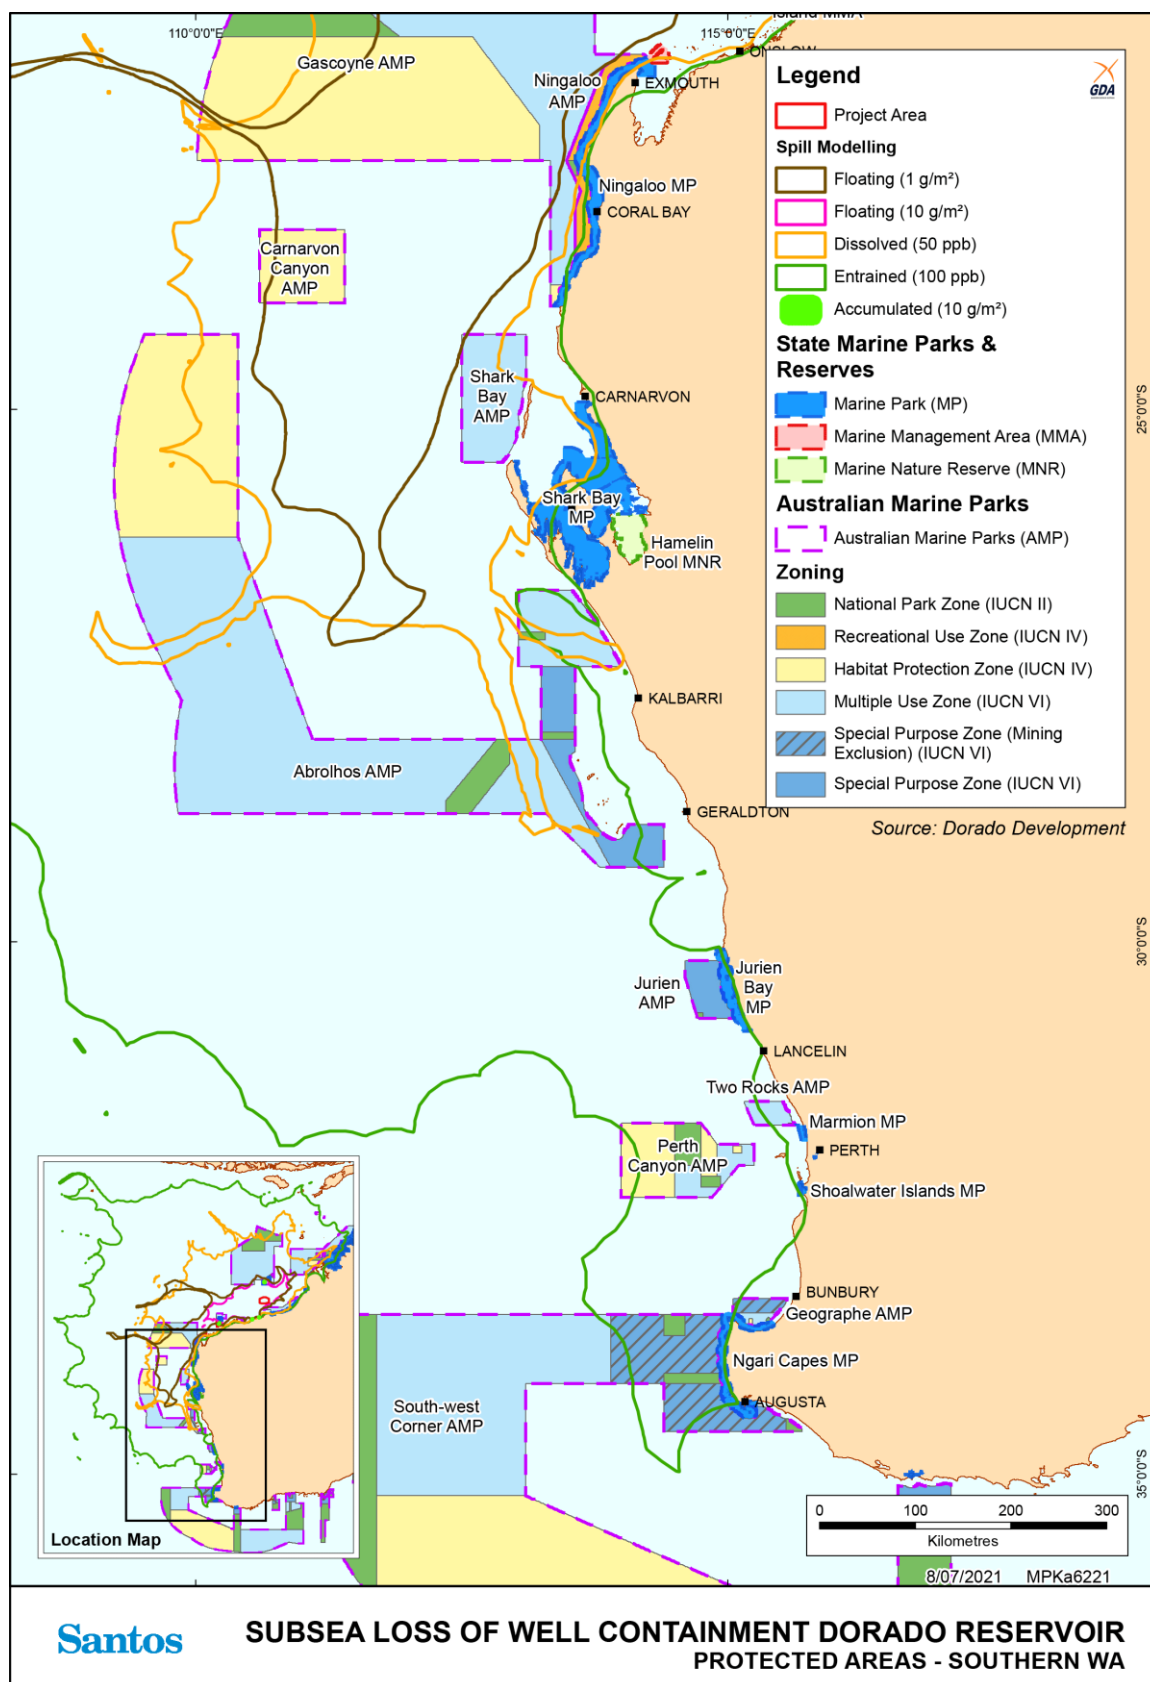 110°0'0"E
115°0'0"E
Island MMA
ONSLOW
Gascoyne AMP
Ningaloo
AMP
EXMOUTH
Ningaloo MP
CORAL BAY
Carnarvon
Canyon
AMP
Shark
Bay
AMP
CARNARVON
25°0'0"S
Shark Bay
MP
Hamelin
Pool MNR
KALBARRI
Abrolhos AMP
GERALDTON
30°0'0"S
Jurien
AMP
Jurien
Bay
MP
LANCELIN
Two Rocks AMP
Marmion MP
Perth
Canyon AMP
PERTH
Shoalwater Islands MP
BUNBURY
Geographe AMP
Ngari Capes MP
South-west
Corner AMP
AUGUSTA
35°0'0"S
Legend
GDA
Project Area
Spill Modelling
Floating (1 g/m²)
Floating (10 g/m²)
Dissolved (50 ppb)
Entrained (100 ppb)
Accumulated (10 g/m²)
State Marine Parks &
Reserves
Marine Park (MP)
Marine Management Area (MMA)
Marine Nature Reserve (MNR)
Australian Marine Parks
Australian Marine Parks (AMP)
Zoning
National Park Zone (IUCN II)
Recreational Use Zone (IUCN IV)
Habitat Protection Zone (IUCN IV)
Multiple Use Zone (IUCN VI)
Special Purpose Zone (Mining
Exclusion) (IUCN VI)
Special Purpose Zone (IUCN VI)
Source: Dorado Development
Location Map
0 100 200 300
Kilometres
8/07/2021 MPKa6221
Santos
SUBSEA LOSS OF WELL CONTAINMENT DORADO RESERVOIR
PROTECTED AREAS - SOUTHERN WA